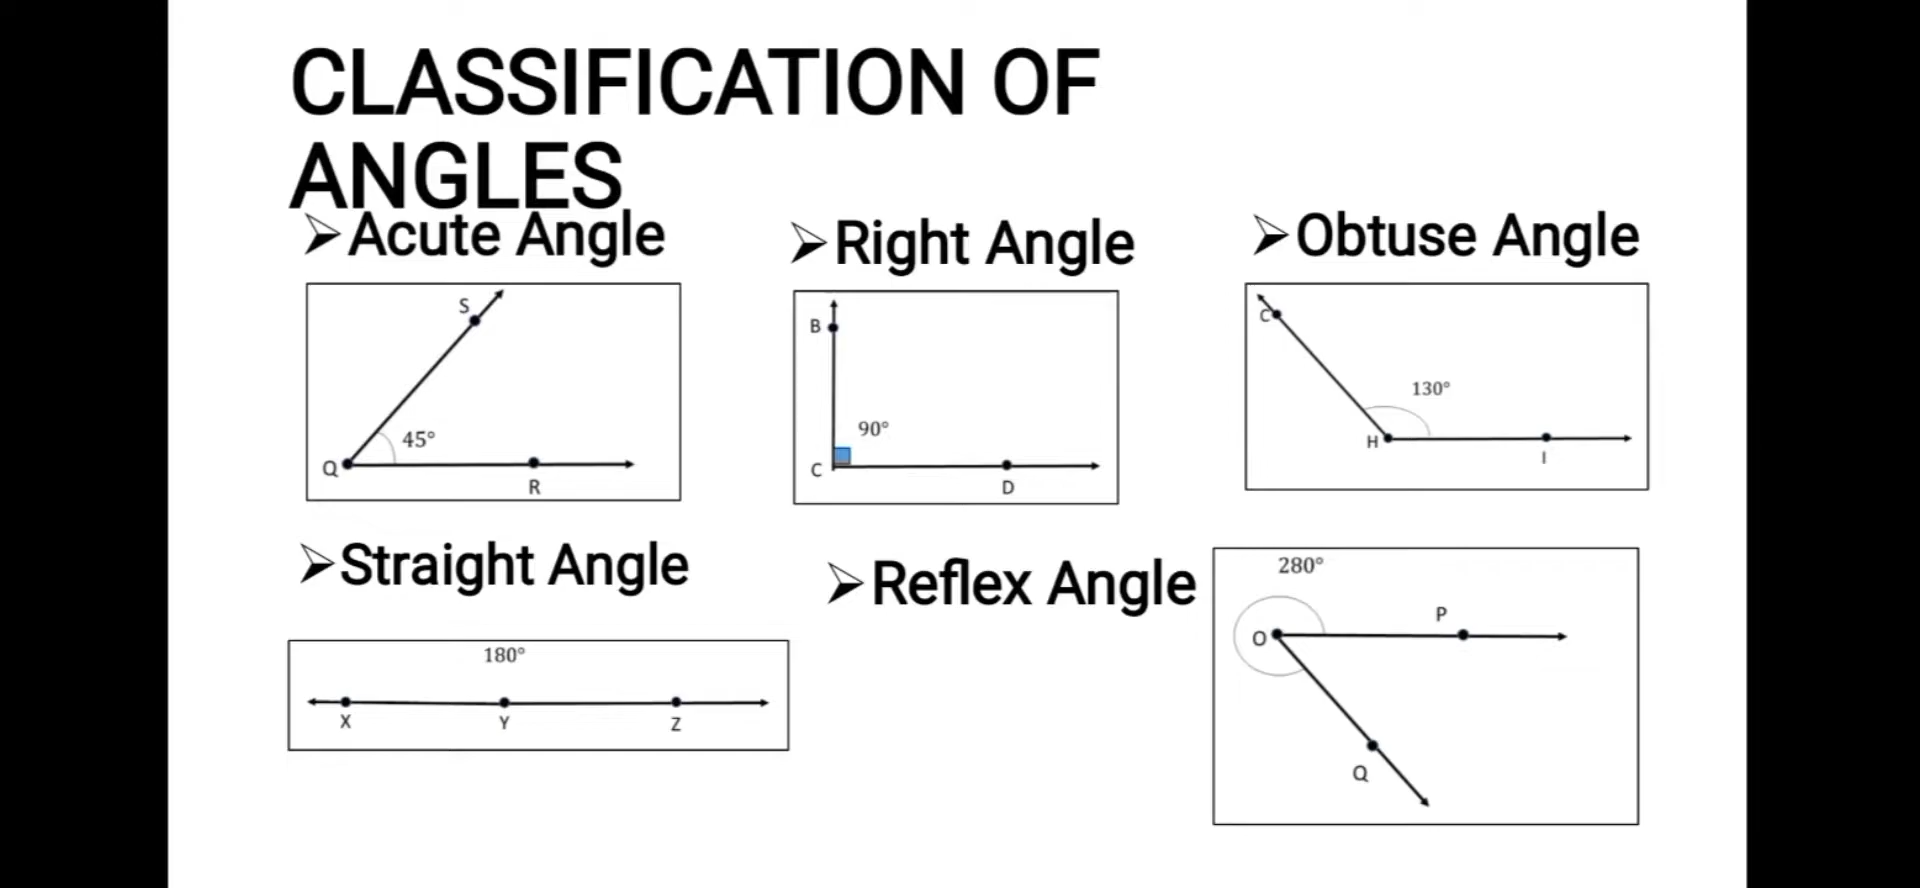 CLASSIFICATION OF
ANGLES
➢Acute Angle
➢Right Angle
➢Obtuse Angle
S
45°
Q
R
B
90°
C
D
C
130°
H
I
➢Straight Angle
➢Reflex Angle
180°
X
Y
Z
280°
P
O
Q